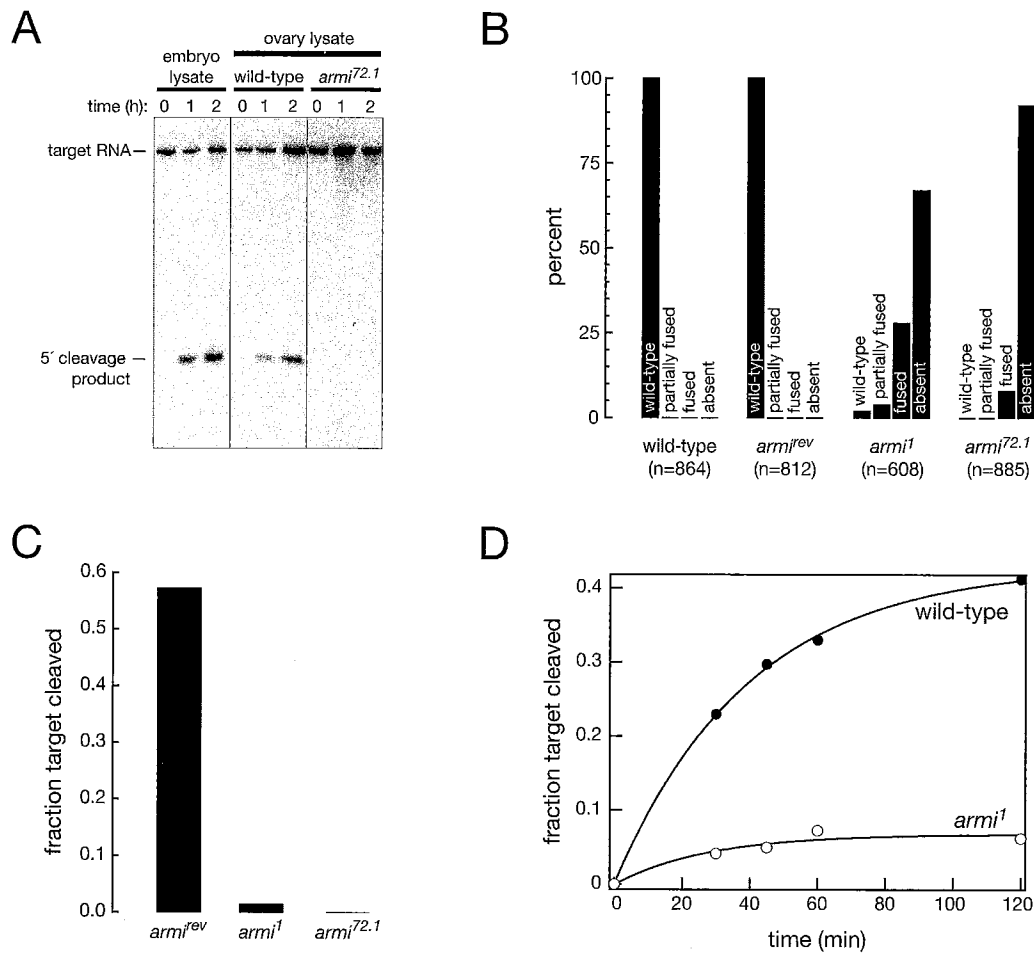 A
ovary lysate
embryo
lysate
wild-type
armi72.1
time (h): 0 1 2 0 1 2 0 1 2
target RNA
5´ cleavage
product
B
percent
100
75
50
25
0
wild-type
partially fused
fused
absent
wild-type
partially fused
fused
absent
wild-type
partially fused
fused
absent
wild-type
partially fused
fused
absent
wild-type
(n=864)
armirev
(n=812)
armi1
(n=608)
armi72.1
(n=885)
C
fraction target cleaved
0.6
0.5
0.4
0.3
0.2
0.1
0.0
armirev
armi1
armi72.1
D
fraction target cleaved
0.4
0.3
0.2
0.1
0
wild-type
armi1
0 20 40 60 80 100 120
time (min)